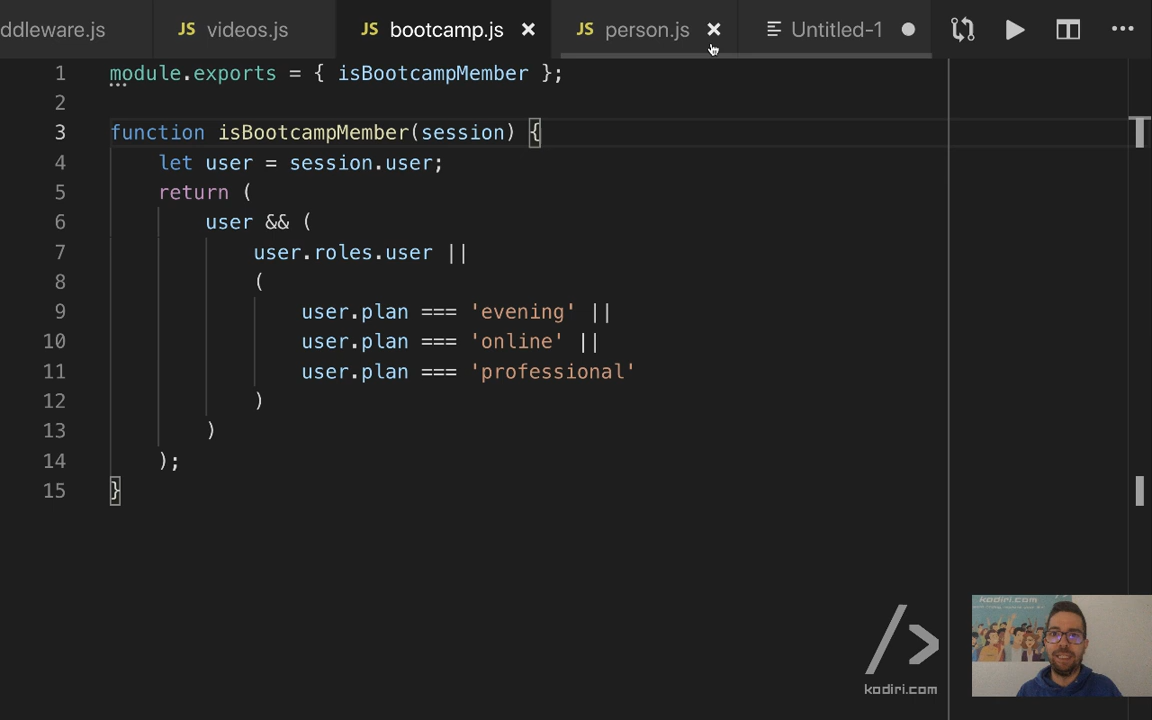 ddleware.js JS videos.js JS bootcamp.js × JS person.js × Untitled-1 ● ...
1 module.exports = { isBootcampMember };
2
3 function isBootcampMember(session) {
4 let user = session.user;
5 return (
6 user && (
7 user.roles.user ||
8 (
9 user.plan === 'evening' ||
10 user.plan === 'online' ||
11 user.plan === 'professional'
12 )
13 )
14 );
15 }
/>
kodiri.com
kodiri.com